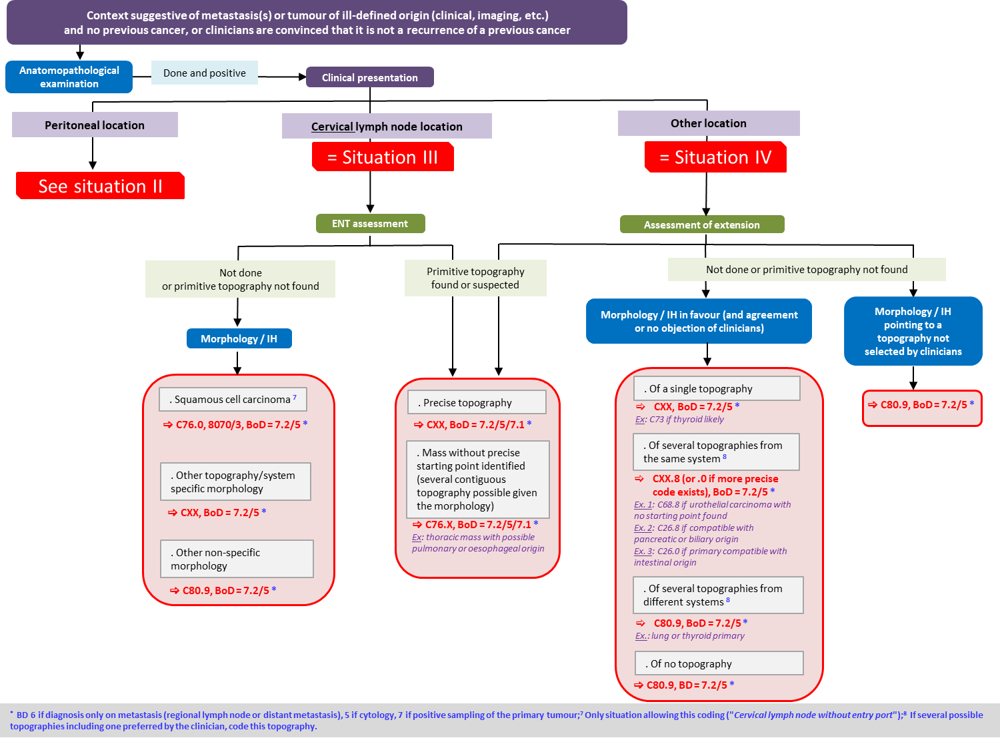 Context suggestive of metastasis(s) or tumour of ill-defined origin (clinical, imaging, etc.)
and no previous cancer, or clinicians are convinced that it is not a recurrence of a previous cancer
Anatomopathological
examination
Done and positive
Clinical presentation
Peritoneal location
Cervical lymph node location
Other location
See situation II
= Situation III
= Situation IV
ENT assessment
Assessment of extension
Not done
or primitive topography not found
Primitive topography
found or suspected
Not done or primitive topography not found
Morphology / IH
Morphology / IH in favour (and agreement
or no objection of clinicians)
Morphology / IH
pointing to a
topography not
selected by clinicians
. Squamous cell carcinoma 7
⇨ C76.0, 8070/3, BoD = 7.2/5 *
. Other topography/system
specific morphology
⇨ CXX, BoD = 7.2/5 *
. Other non-specific
morphology
⇨ C80.9, BoD = 7.2/5 *
. Precise topography
⇨ CXX, BoD = 7.2/5/7.1 *
. Mass without precise
starting point identified
(several contiguous
topography possible given
the morphology)
⇨ C76.X, BoD = 7.2/5/7.1 *
Ex: thoracic mass with possible
pulmonary or oesophageal origin
. Of a single topography
⇨ CXX, BoD = 7.2/5 *
Ex: C73 if thyroid likely
. Of several topographies from
the same system 8
⇨ CXX.8 (or .0 if more precise
code exists), BoD = 7.2/5 *
Ex. 1: C68.8 if urothelial carcinoma with
no starting point found
Ex. 2: C26.8 if compatible with
pancreatic or biliary origin
Ex. 3: C26.0 if primary compatible with
intestinal origin
. Of several topographies from
different systems 8
⇨ C80.9, BoD = 7.2/5 *
Ex.: lung or thyroid primary
. Of no topography
⇨ C80.9, BD = 7.2/5 *
⇨ C80.9, BoD = 7.2/5 *
* BD 6 if diagnosis only on metastasis (regional lymph node or distant metastasis), 5 if cytology, 7 if positive sampling of the primary tumour;7 Only situation allowing this coding ("Cervical lymph node without entry port");8 If several possible
topographies including one preferred by the clinician, code this topography.